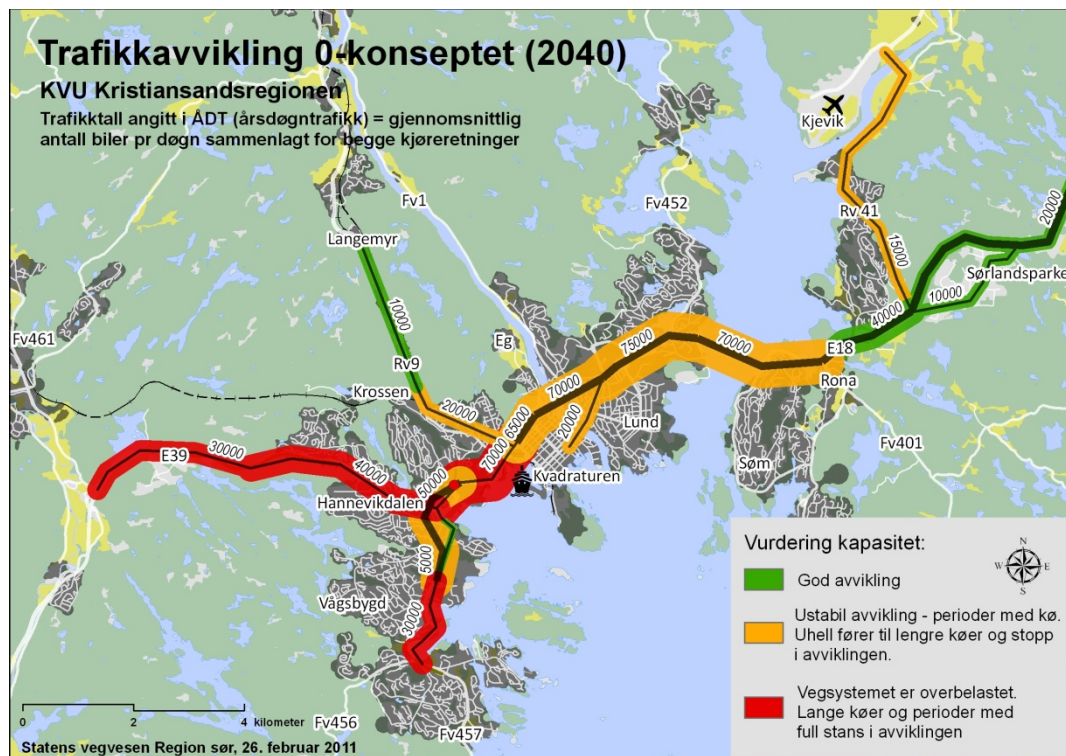 Trafikkavvikling 0-konseptet (2040)
KVU Kristiansandsregionen
Trafikktall angitt i ÅDT (årsdøgntrafikk) = gjennomsnittlig
antall biler pr døgn sammenlagt for begge kjøreretninger
Kjevik
Fv1
Fv452
Rv.41
Langemyr
20000
15000
Sørlandsparke
10000
10000
40000
Fv461
Eg
75000
70000
E18
Rv9
Rona
Krossen
70000
20000
65000
20000
Lund
Fv401
30000
E39
40000
70000
Kvadraturen
Søm
50000
Hannevikdalen
5000
Vågsbygd
30000
Fv456
Fv457
Vurdering kapasitet:
N
W E
S
God avvikling
Ustabil avvikling - perioder med kø.
Uhell fører til lengre køer og stopp
i avviklingen.
Vegsystemet er overbelastet.
Lange køer og perioder med
full stans i avviklingen
0 2 4 kilometer
Statens vegvesen Region sør, 26. februar 2011